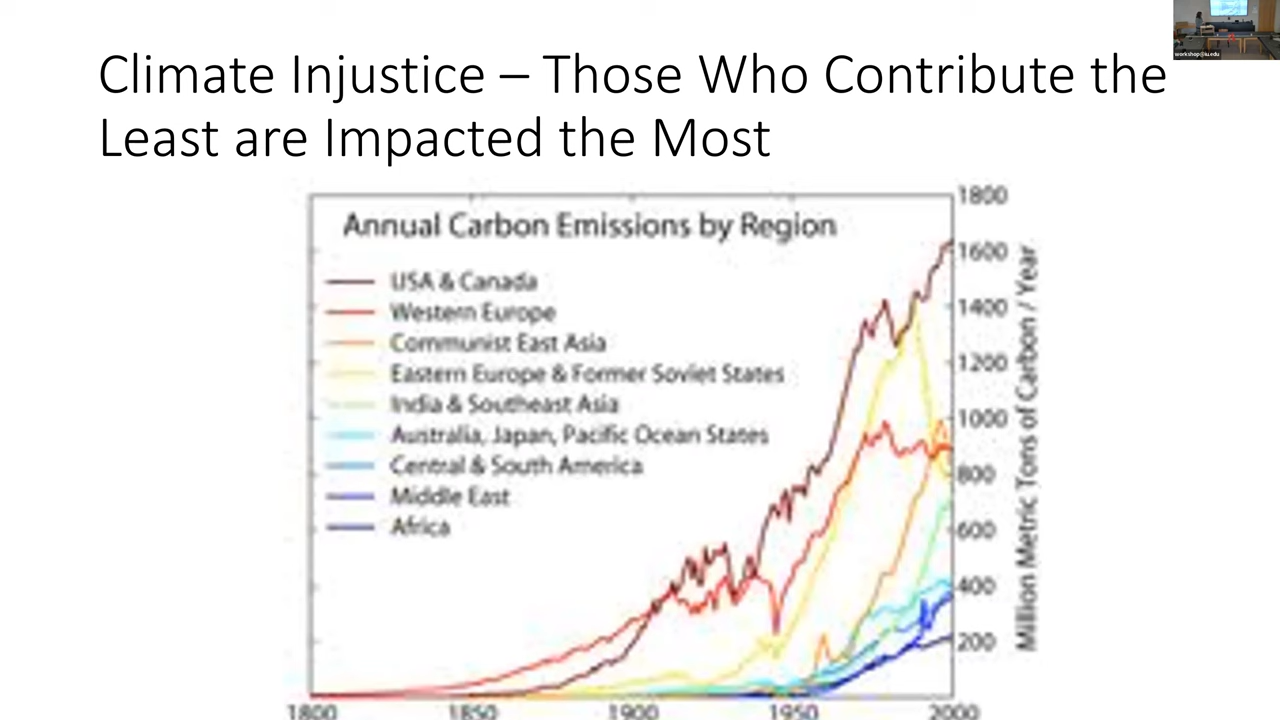 Climate Injustice – Those Who Contribute the
Least are Impacted the Most
workshop@iu.edu
Annual Carbon Emissions by Region
USA & Canada
Western Europe
Communist East Asia
Eastern Europe & Former Soviet States
India & Southeast Asia
Australia, Japan, Pacific Ocean States
Central & South America
Middle East
Africa
1800
1600
1400
1200
1000
800
600
400
200
Million Metric Tons of Carbon / Year
1800 1850 1900 1950 2000